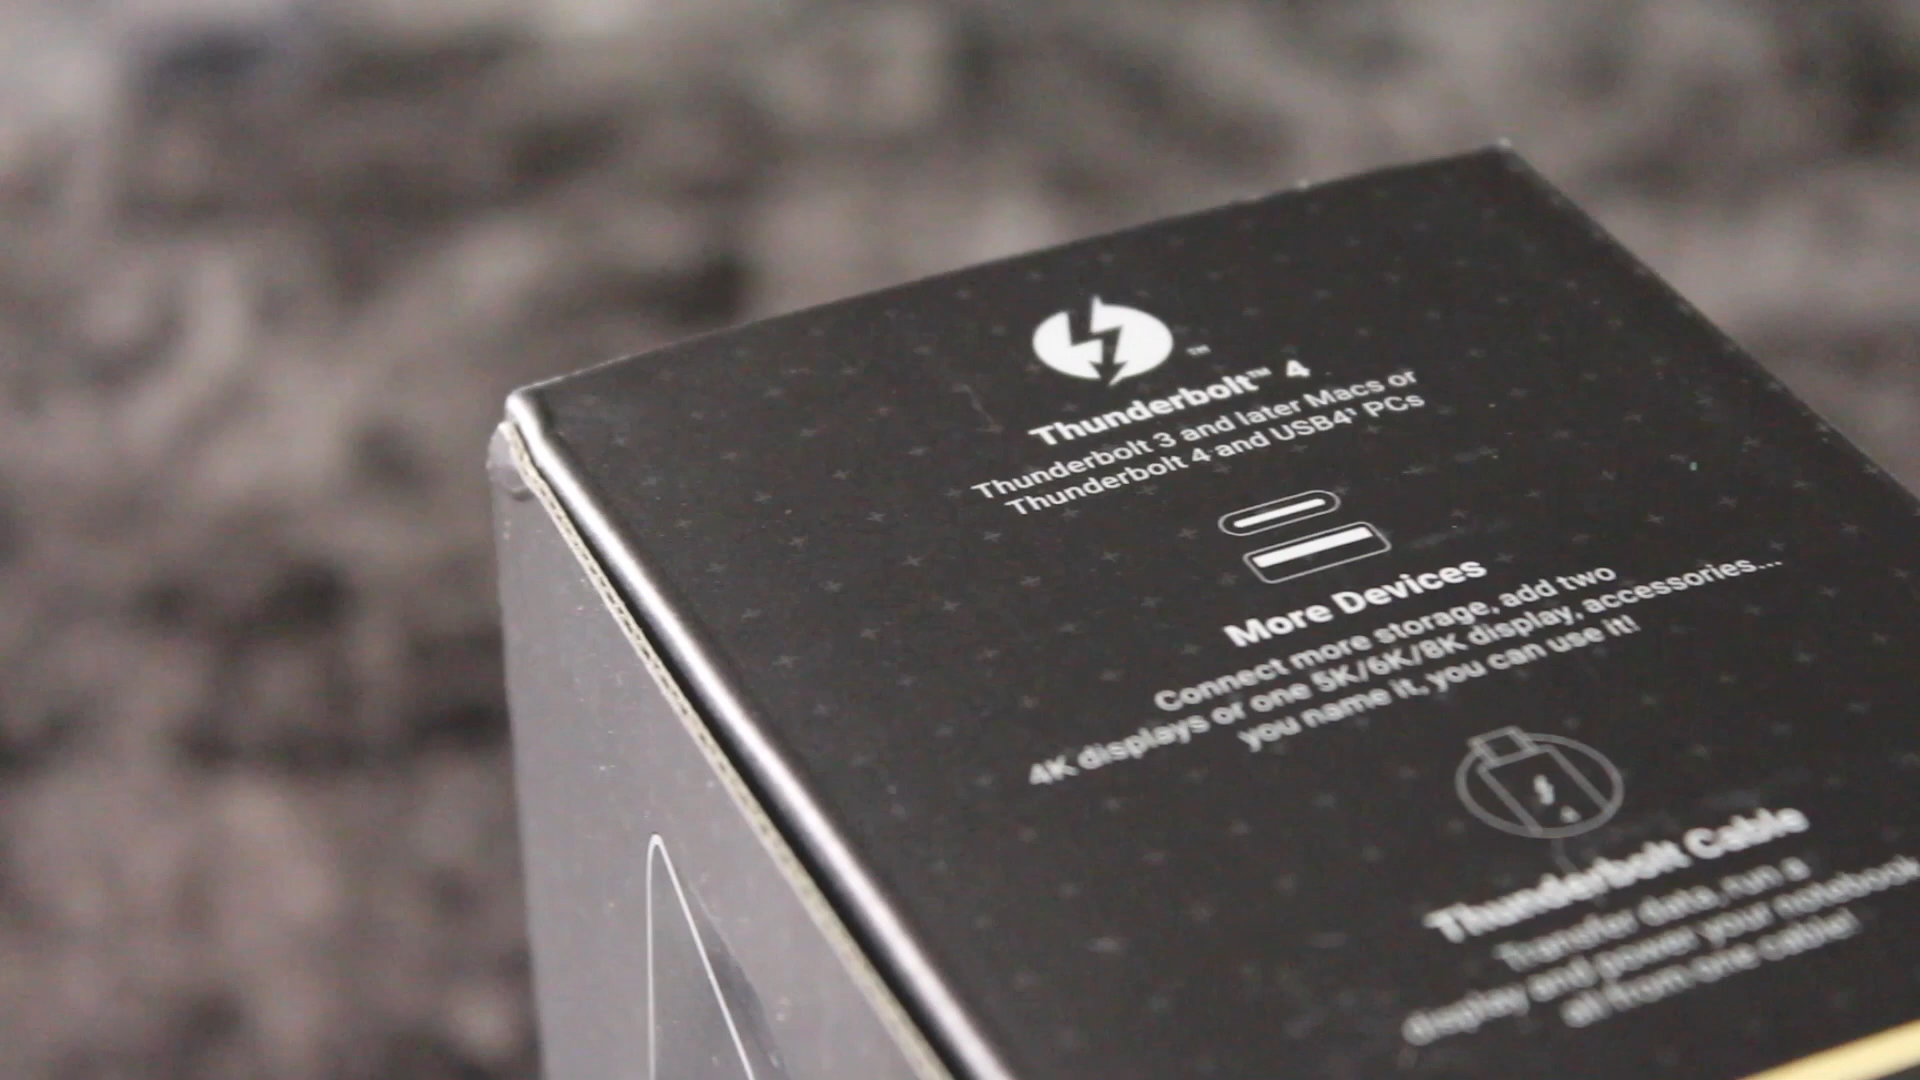 ™
Thunderbolt™ 4
Thunderbolt 3 and later Macs or
Thunderbolt 4 and USB4¹ PCs
More Devices
Connect more storage, add two
4K displays or one 5K/6K/8K display, accessories...
you name it, you can use it!
Thunderbolt Cable
Transfer data, run a
display and power your notebook
all from one cable!